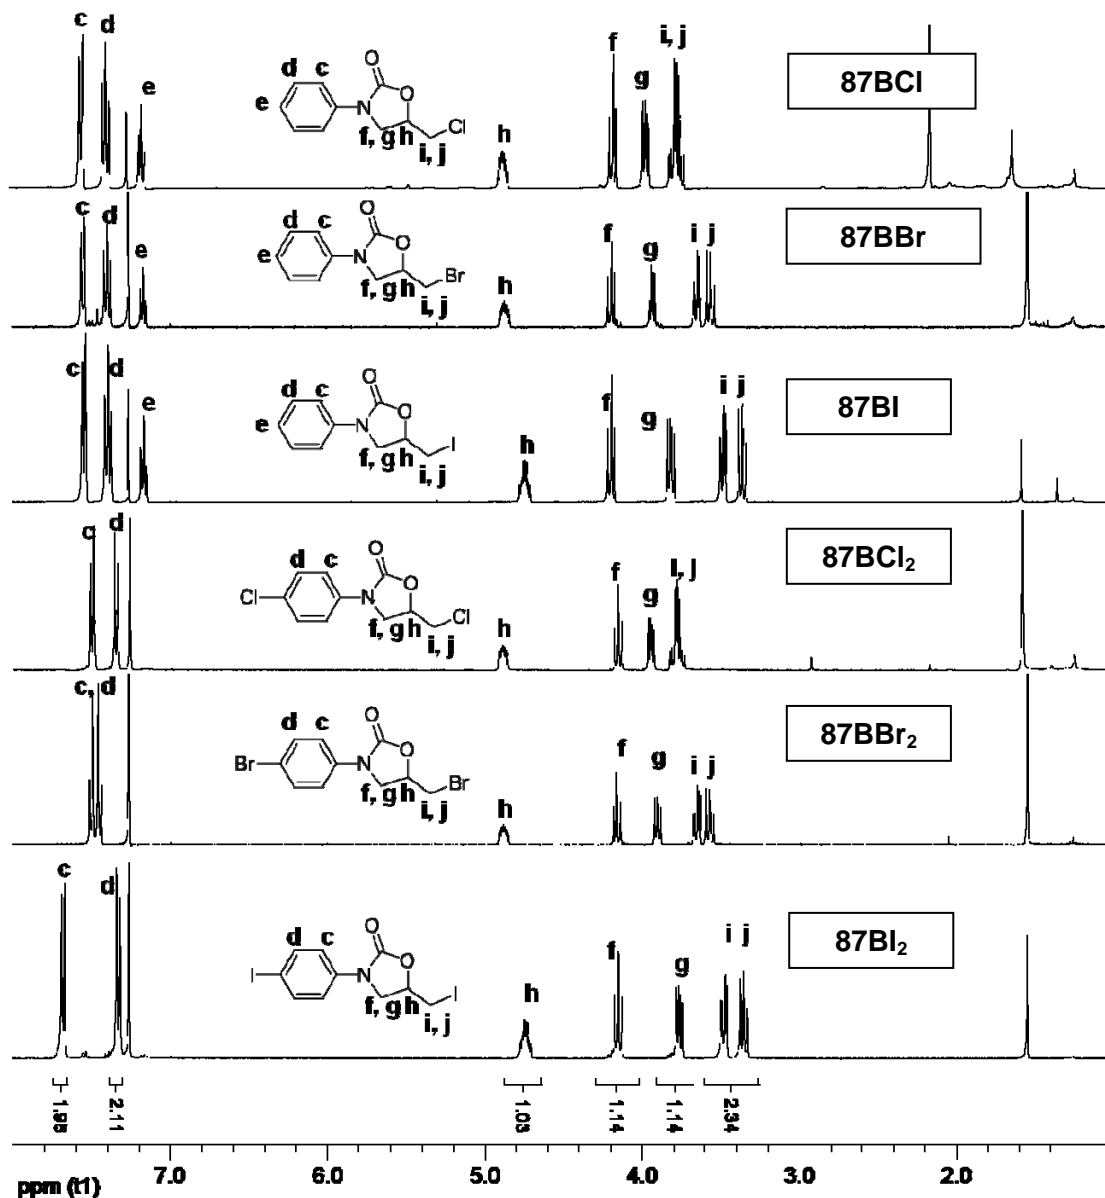 c d f i, j 87BCl
O
d c g
O
e N e Cl h
f, g h
i, j
c d O f i j 87BBr
d c g
O
e N e Br h
f, g h
i, j
c d O f i j 87BI
d c g
O
e e N I h
f, g h
i, j
c d O f i, j 87BCl₂
d c g
O
Cl N Cl h
f, g h
i, j
c, d O f g i j 87BBr₂
d c
O
Br N Br h
f, g h
i, j
c d O f i j 87BI₂
d c g
O
I N I h
f, g h
i, j
1.95 2.11 1.03 1.14 1.14 2.34
7.0 6.0 5.0 4.0 3.0 2.0
ppm (t1)